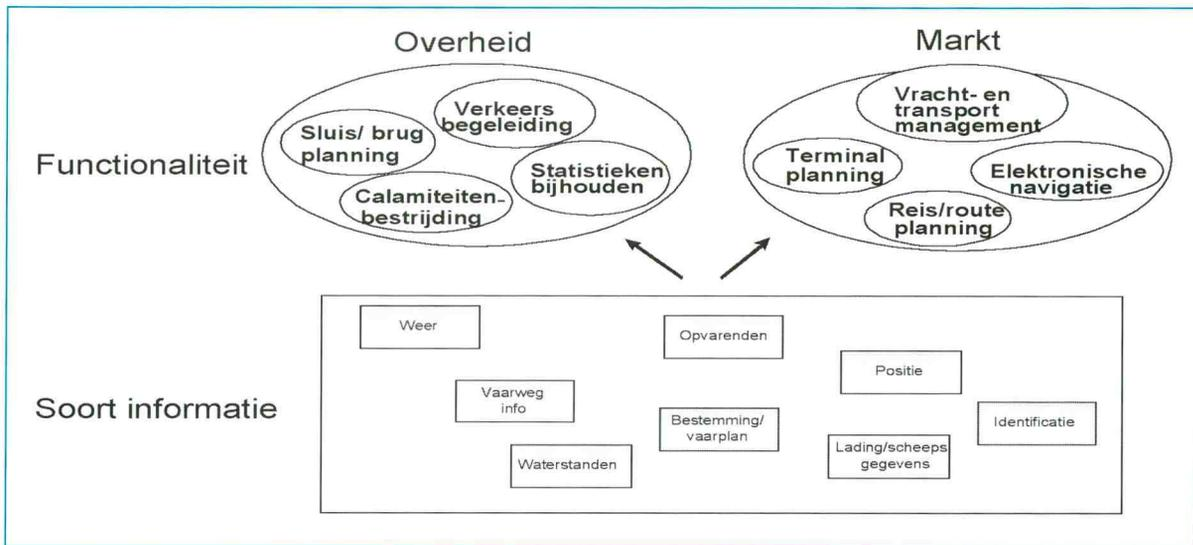 Overheid
Markt
Functionaliteit
Sluis/ brug
planning
Verkeers
begeleiding
Statistieken
bijhouden
Calamiteiten-
bestrijding
Vracht- en
transport
management
Terminal
planning
Elektronische
navigatie
Reis/route
planning
Soort informatie
Weer
Opvarenden
Positie
Vaarweg
info
Bestemming/
vaarplan
Identificatie
Waterstanden
Lading/scheeps
gegevens